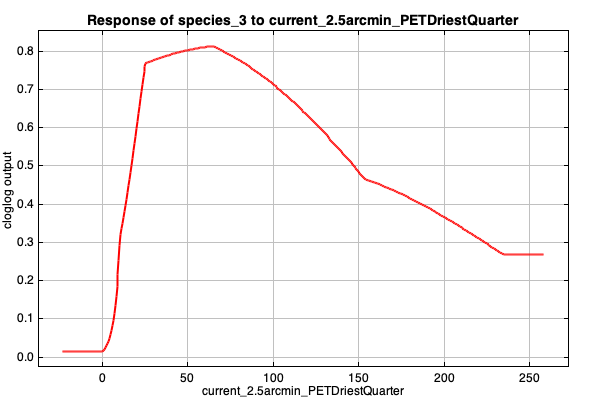 Response of species_3 to current_2.5arcmin_PETDriestQuarter
0.8
0.7
0.6
0.5
0.4
0.3
0.2
0.1
0.0
cloglog output
0 50 100 150 200 250
current_2.5arcmin_PETDriestQuarter